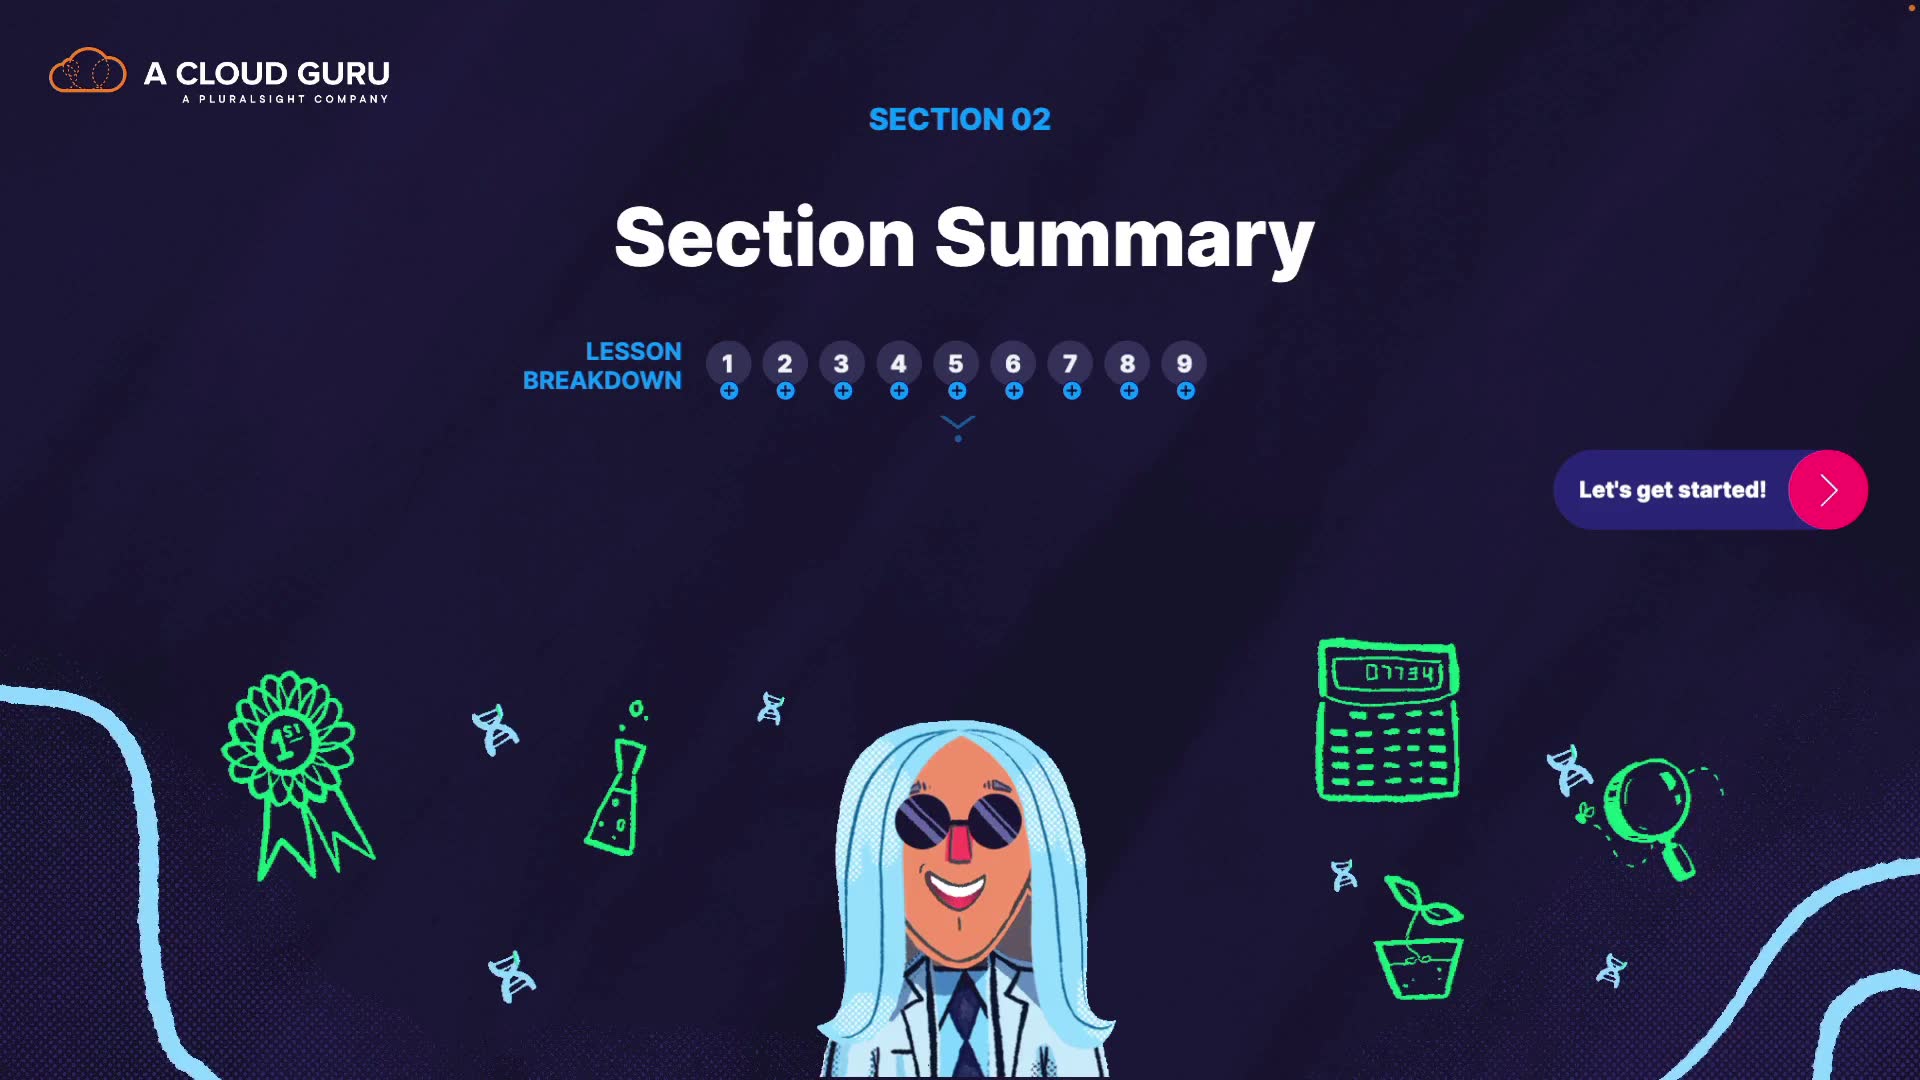 A CLOUD GURU
A PLURALSIGHT COMPANY
SECTION 02
Section Summary
LESSON
BREAKDOWN
1 2 3 4 5 6 7 8 9
Let's get started!
07734
1ST